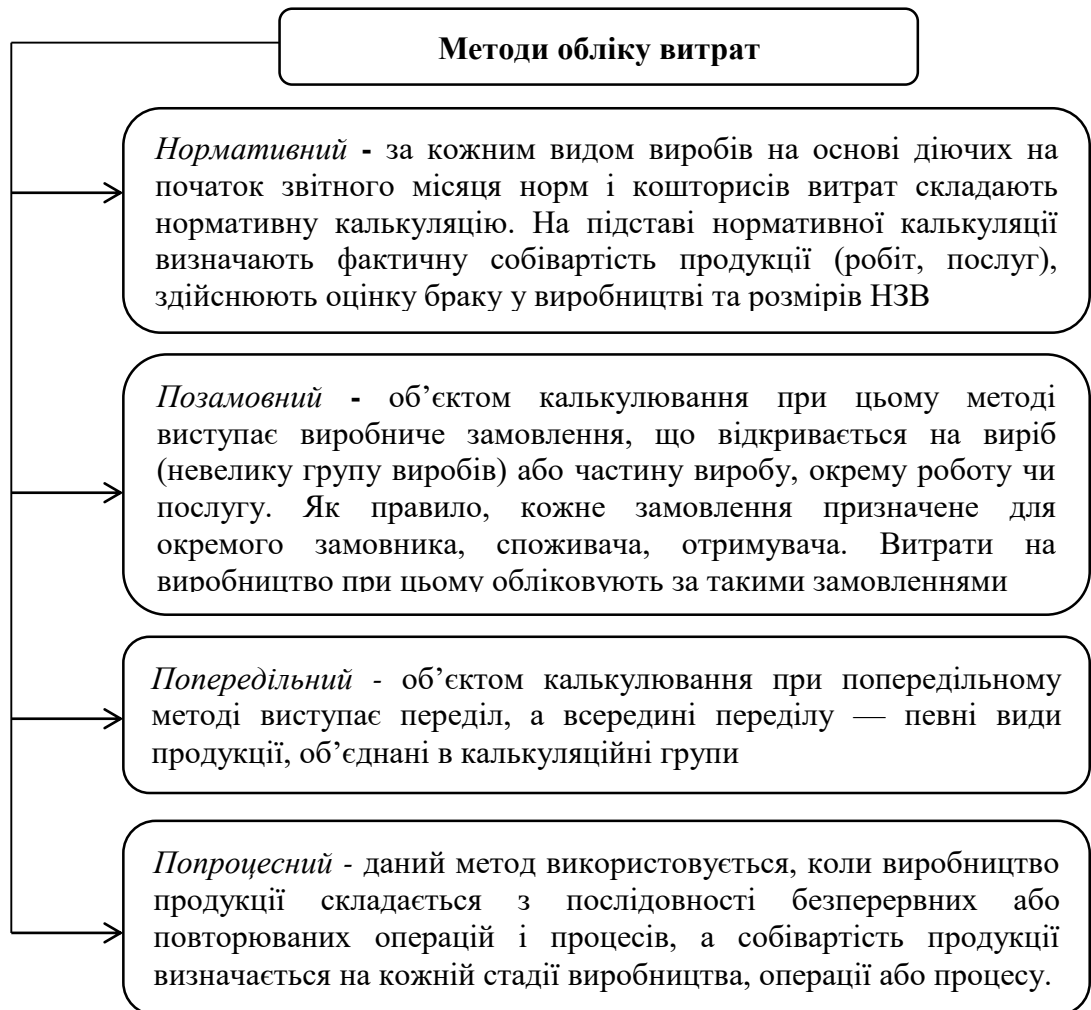 Методи обліку витрат
Нормативний - за кожним видом виробів на основі діючих на
початок звітного місяця норм і кошторисів витрат складають
нормативну калькуляцію. На підставі нормативної калькуляції
визначають фактичну собівартість продукції (робіт, послуг),
здійснюють оцінку браку у виробництві та розмірів НЗВ
Позамовний - об’єктом калькулювання при цьому методі
виступає виробниче замовлення, що відкривається на виріб
(невелику групу виробів) або частину виробу, окрему роботу чи
послугу. Як правило, кожне замовлення призначене для
окремого замовника, споживача, отримувача. Витрати на
виробництво при цьому обліковують за такими замовленнями
Попередільний - об’єктом калькулювання при попередільному
методі виступає переділ, а всередині переділу — певні види
продукції, об’єднані в калькуляційні групи
Попроцесний - даний метод використовується, коли виробництво
продукції складається з послідовності безперервних або
повторюваних операцій і процесів, а собівартість продукції
визначається на кожній стадії виробництва, операції або процесу.